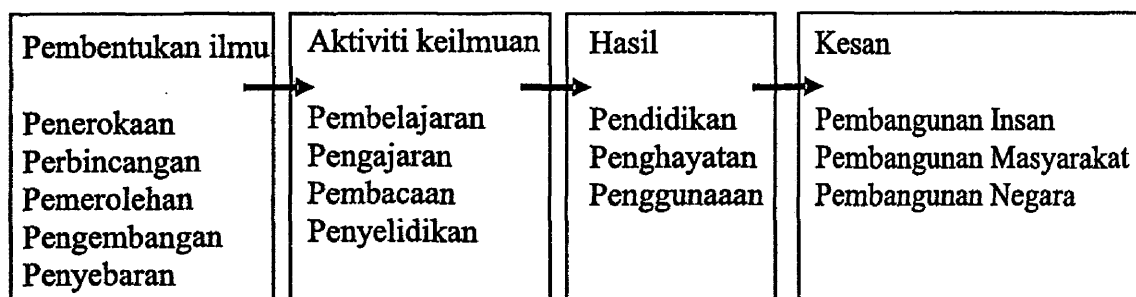 Pembentukan ilmu
Penerokaan
Perbincangan
Pemerolehan
Pengembangan
Penyebaran
Aktiviti keilmuan
Pembelajaran
Pengajaran
Pembacaan
Penyelidikan
Hasil
Pendidikan
Penghayatan
Penggunaaan
Kesan
Pembangunan Insan
Pembangunan Masyarakat
Pembangunan Negara